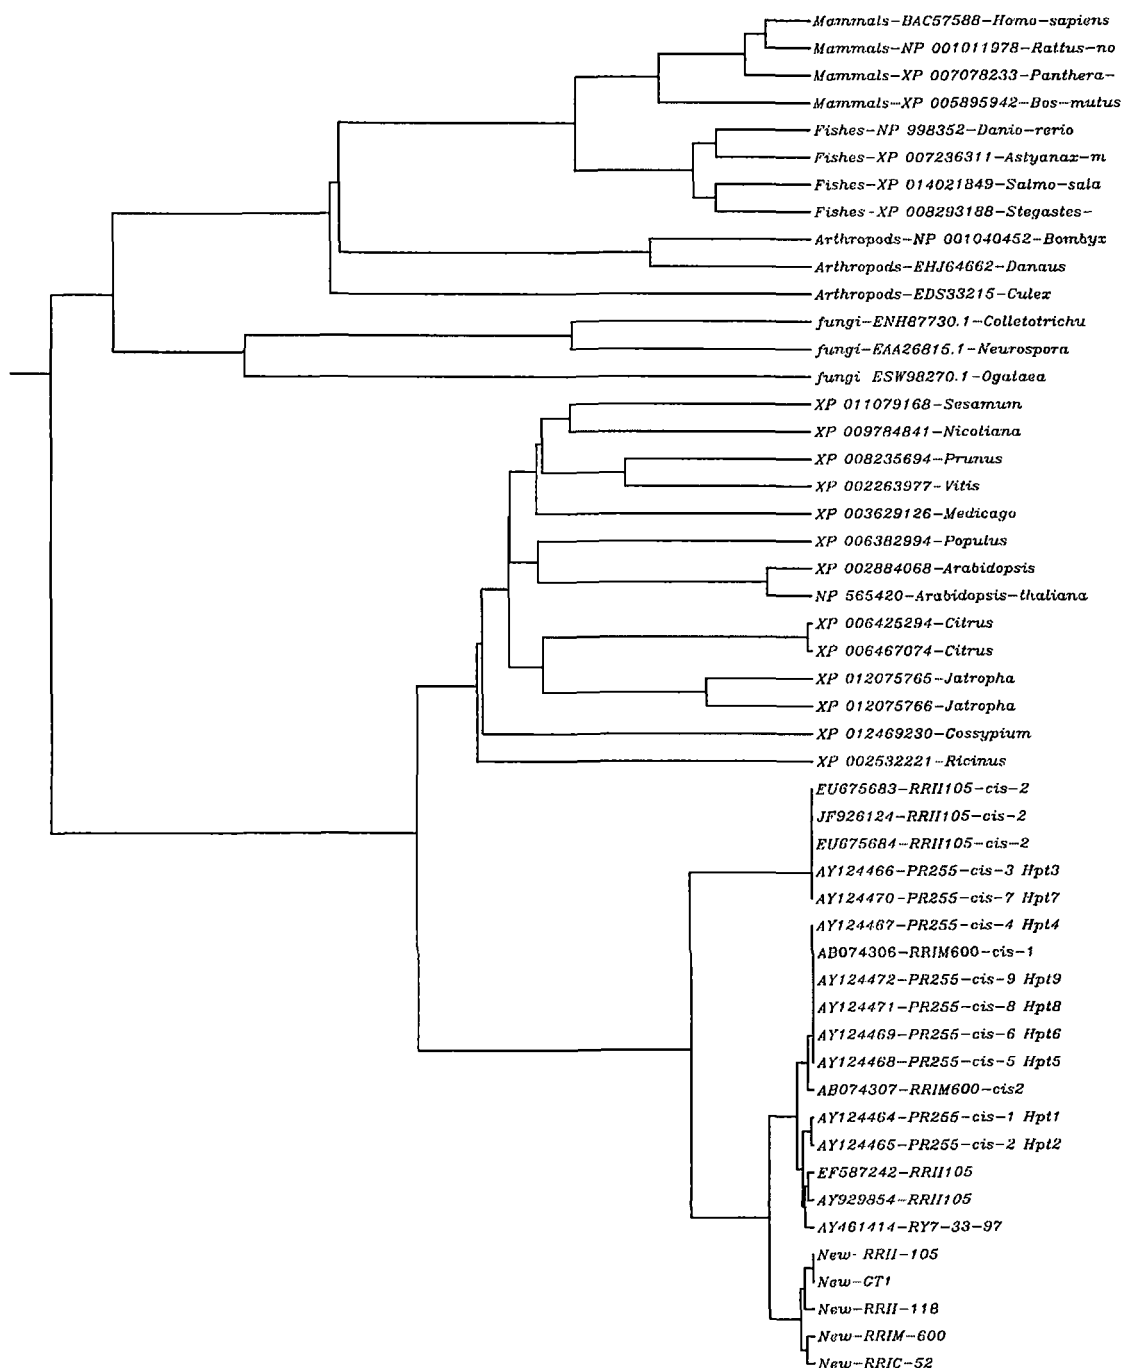 Mammals-BAC57588-Homo-sapiens
Mammals-NP 001011978-Rattus-no
Mammals-XP 007078233-Panthera-
Mammals-XP 005895942-Bos-mutus
Fishes-NP 998352-Danio-rerio
Fishes-XP 007236311-Astyanax-m
Fishes-XP 014021849-Salmo-sala
Fishes-XP 008293188-Stegastes-
Arthropods-NP 001040452-Bombyx
Arthropods-EHJ64662-Danaus
Arthropods-EDS33215-Culex
fungi-ENH87730.1-Colletotrichu
fungi-EAA26815.1-Neurospora
fungi ESW98270.1-Ogataea
XP 011079168-Sesamum
XP 009784841-Nicotiana
XP 008235694-Prunus
XP 002263977-Vitis
XP 003629126-Medicago
XP 006382994-Populus
XP 002884068-Arabidopsis
NP 565420-Arabidopsis-thaliana
XP 006425294-Citrus
XP 006467074-Citrus
XP 012075765-Jatropha
XP 012075766-Jatropha
XP 012469230-Gossypium
XP 002532221-Ricinus
EU675683-RRII105-cis-2
JF926124-RRII105-cis-2
EU675684-RRII105-cis-2
AY124466-PR255-cis-3 Hpt3
AY124470-PR255-cis-7 Hpt7
AY124467-PR255-cis-4 Hpt4
AB074306-RRIM600-cis-1
AY124472-PR255-cis-9 Hpt9
AY124471-PR255-cis-8 Hpt8
AY124469-PR255-cis-6 Hpt6
AY124468-PR255-cis-5 Hpt5
AB074307-RRIM600-cis2
AY124464-PR255-cis-1 Hpt1
AY124465-PR255-cis-2 Hpt2
EF587242-RRII105
AY929854-RRII105
AY461414-RY7-33-97
New- RRII-105
New-GT1
New-RRII-118
New-RRIM-600
New-RRIC-52